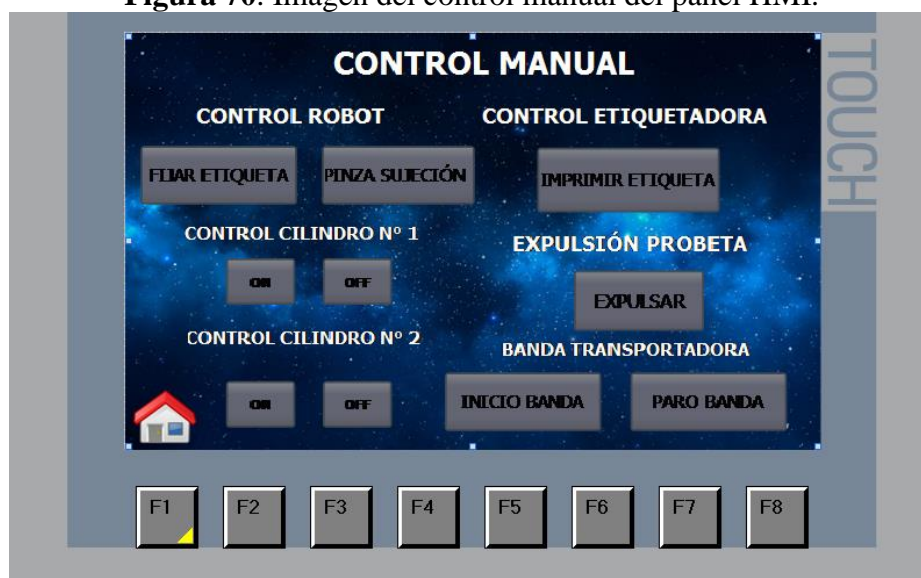 Figura 70: Imagen del control manual del panel HMI.
CONTROL MANUAL
CONTROL ROBOT
CONTROL ETIQUETADORA
FIJAR ETIQUETA
PINZA SUJECIÓN
IMPRIMIR ETIQUETA
CONTROL CILINDRO Nº 1
ON
OFF
EXPULSIÓN PROBETA
EXPULSAR
CONTROL CILINDRO Nº 2
ON
OFF
BANDA TRANSPORTADORA
INICIO BANDA
PARO BANDA
TOUCH
F1
F2
F3
F4
F5
F6
F7
F8